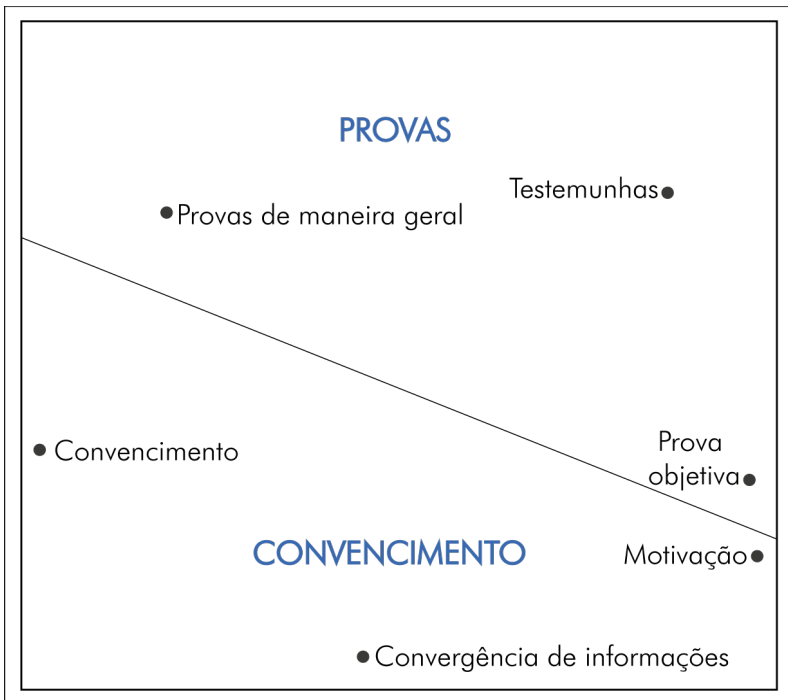 PROVAS
Testemunhas
Provas de maneira geral
Convencimento
Prova
objetiva
CONVENCIMENTO
Motivação
Convergência de informações